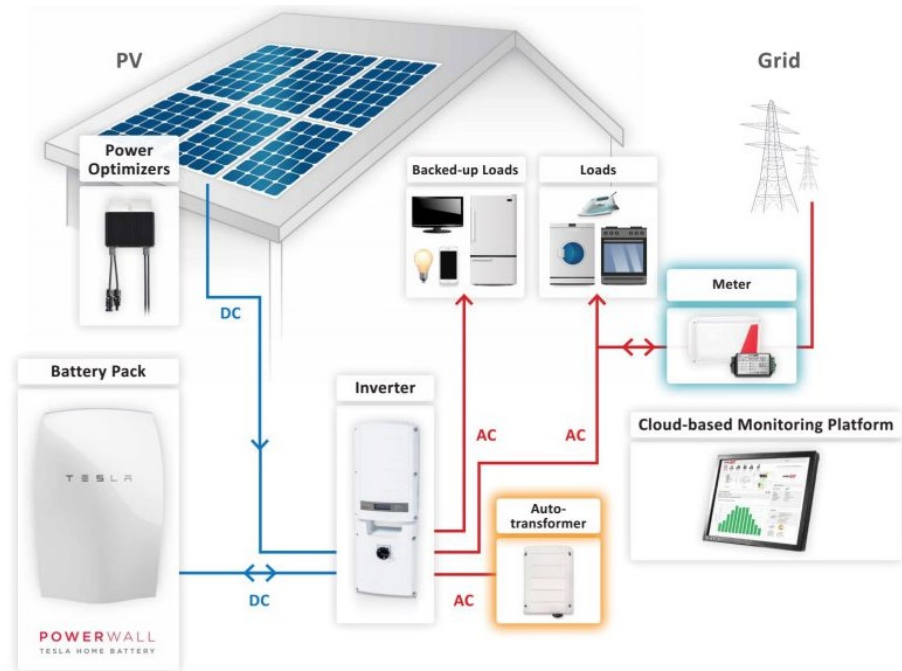 PV
Grid
Power
Optimizers
Backed-up Loads
Loads
DC
Meter
Battery Pack
Inverter
TESLA
AC
AC
Cloud-based Monitoring Platform
Auto-
transformer
DC
AC
POWERWALL
TESLA HOME BATTERY